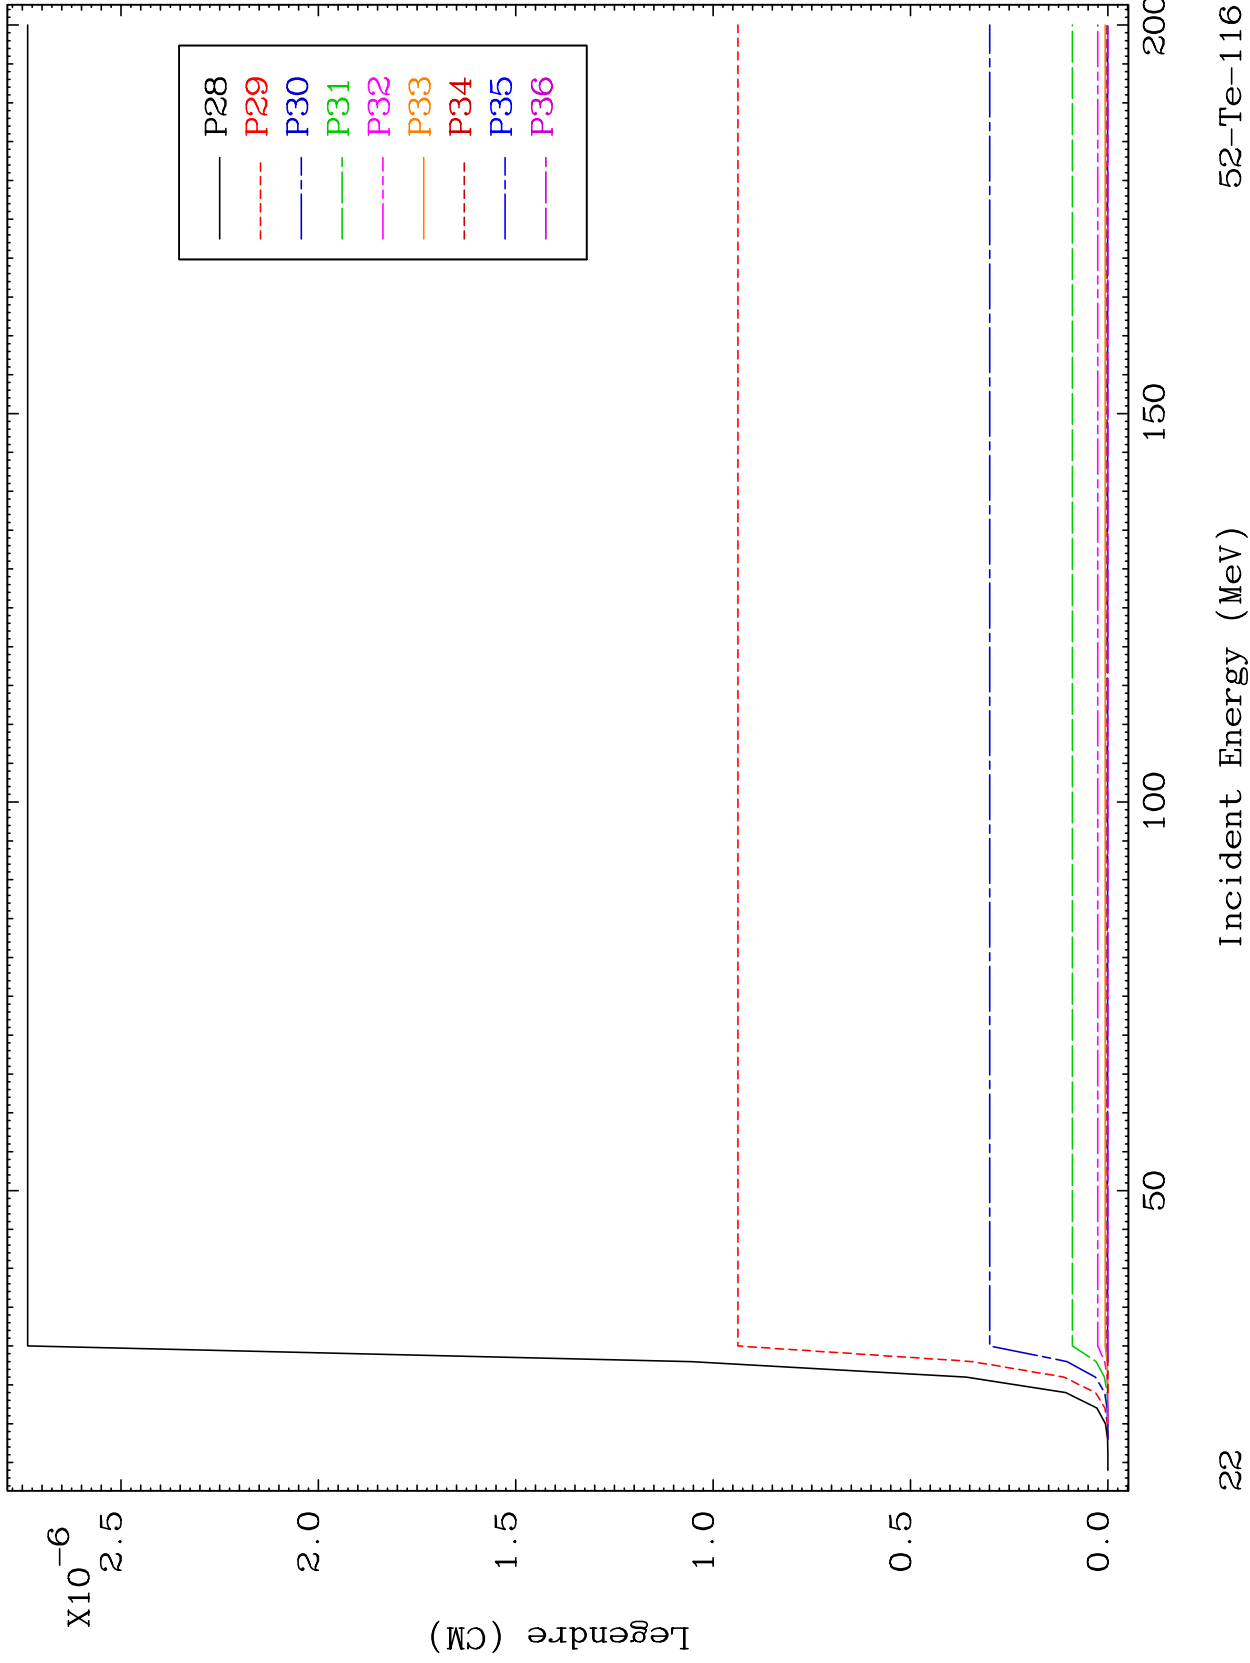 X10-6
2.5
2.0
1.5
1.0
0.5
0.0
Legendre (CM)
P28
P29
P30
P31
P32
P33
P34
P35
P36
50
100
150
200
22
Incident Energy (MeV)
52-Te-116